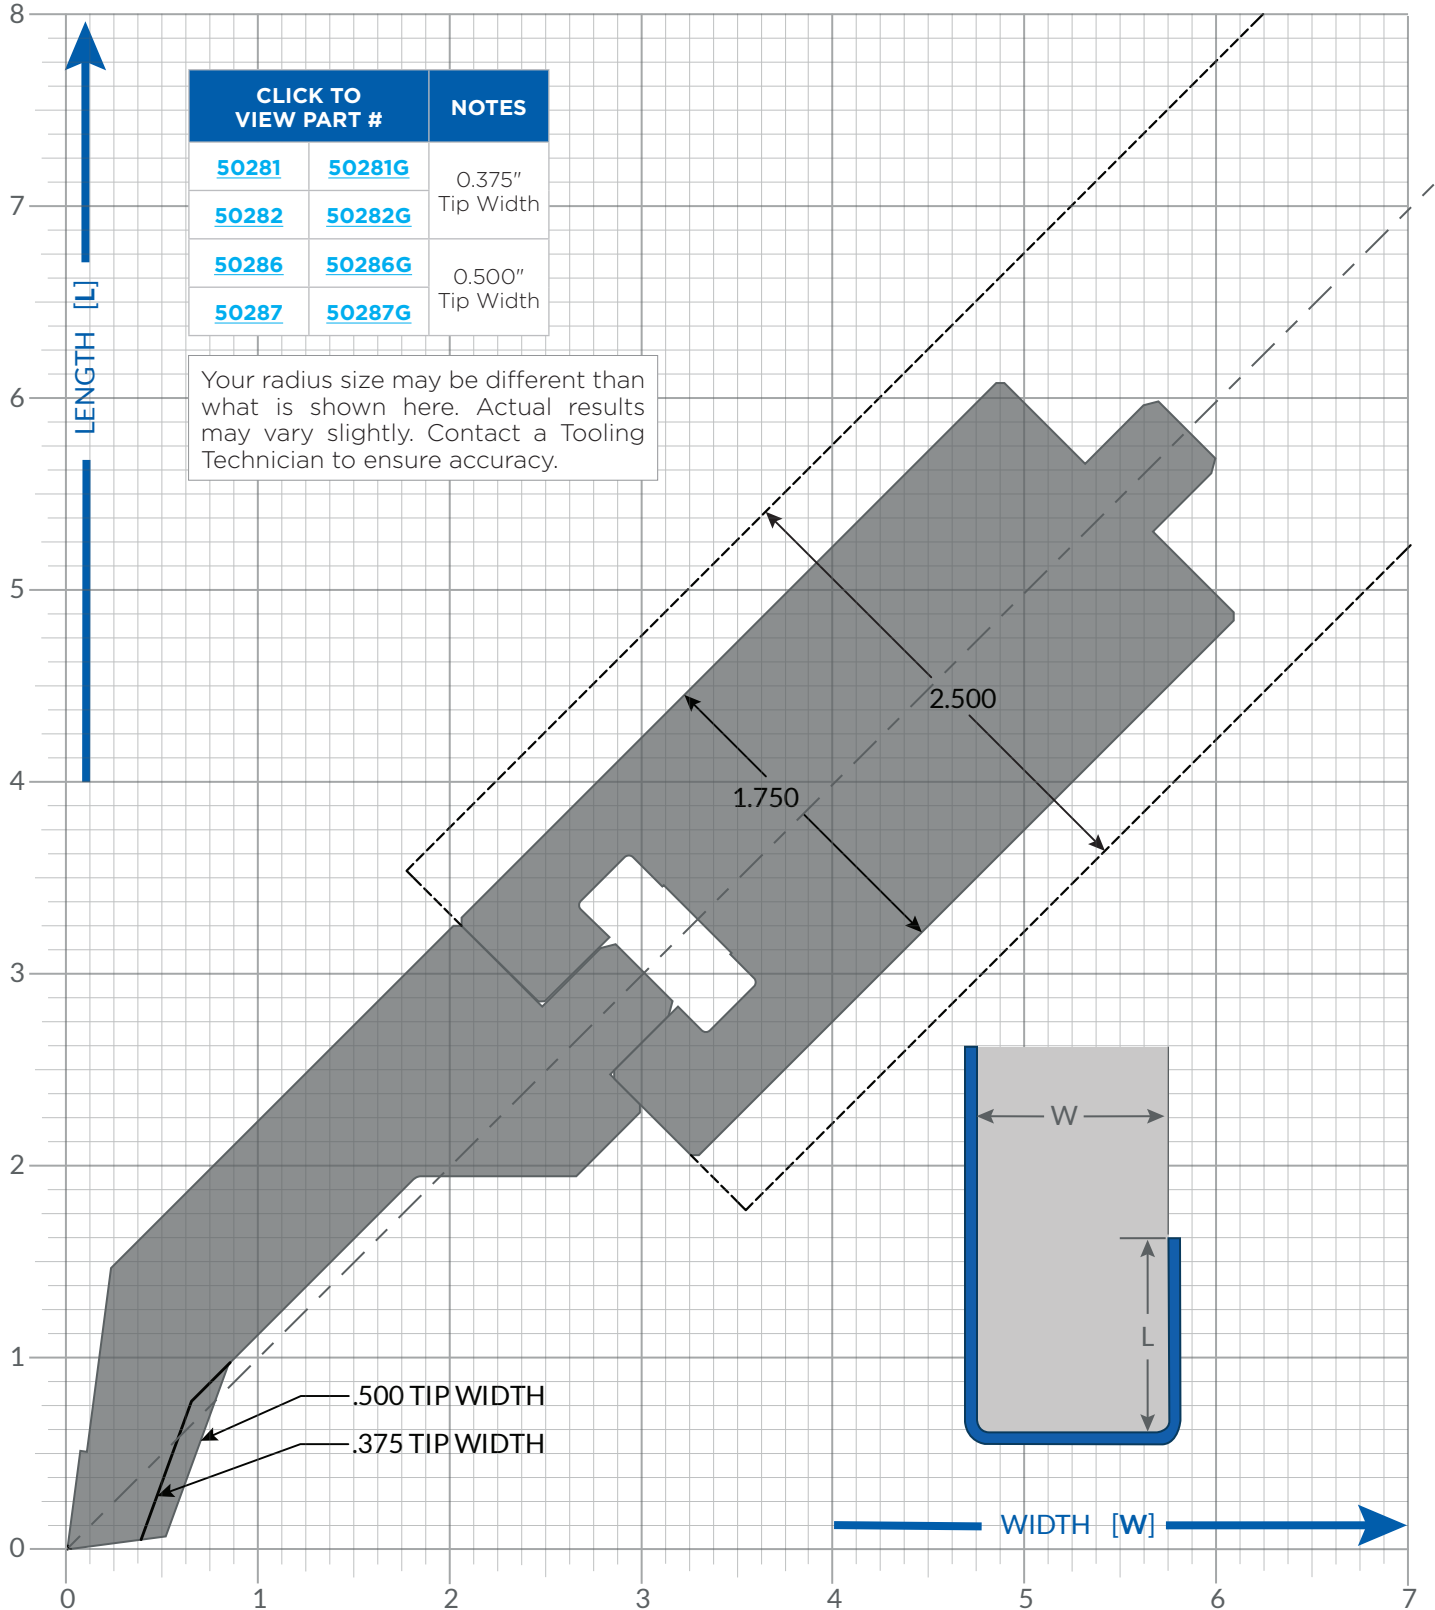 8
7
6
5
4
3
2
1
0
LENGTH [L]
CLICK TO
VIEW PART #
NOTES
50281
50281G
0.375"
Tip Width
50282
50282G
50286
50286G
0.500"
Tip Width
50287
50287G
Your radius size may be different than
what is shown here. Actual results
may vary slightly. Contact a Tooling
Technician to ensure accuracy.
2.500
1.750
W
L
.500 TIP WIDTH
.375 TIP WIDTH
WIDTH [W]
0
1
2
3
4
5
6
7